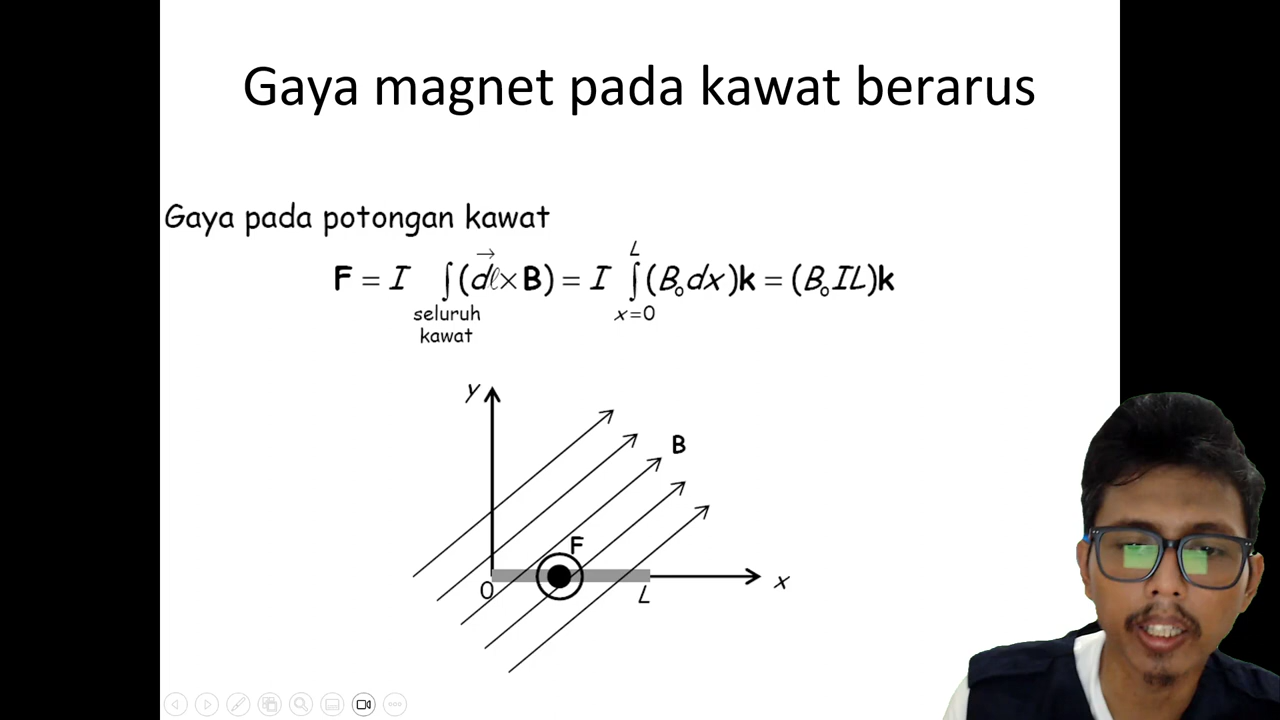 Gaya magnet pada kawat berarus
Gaya pada potongan kawat
F = I ∫(dℓ⃗ × B) = I ∫(B₀dx)k = (B₀IL)k
seluruh
kawat
L
x=0
y
B
F
0
L
x